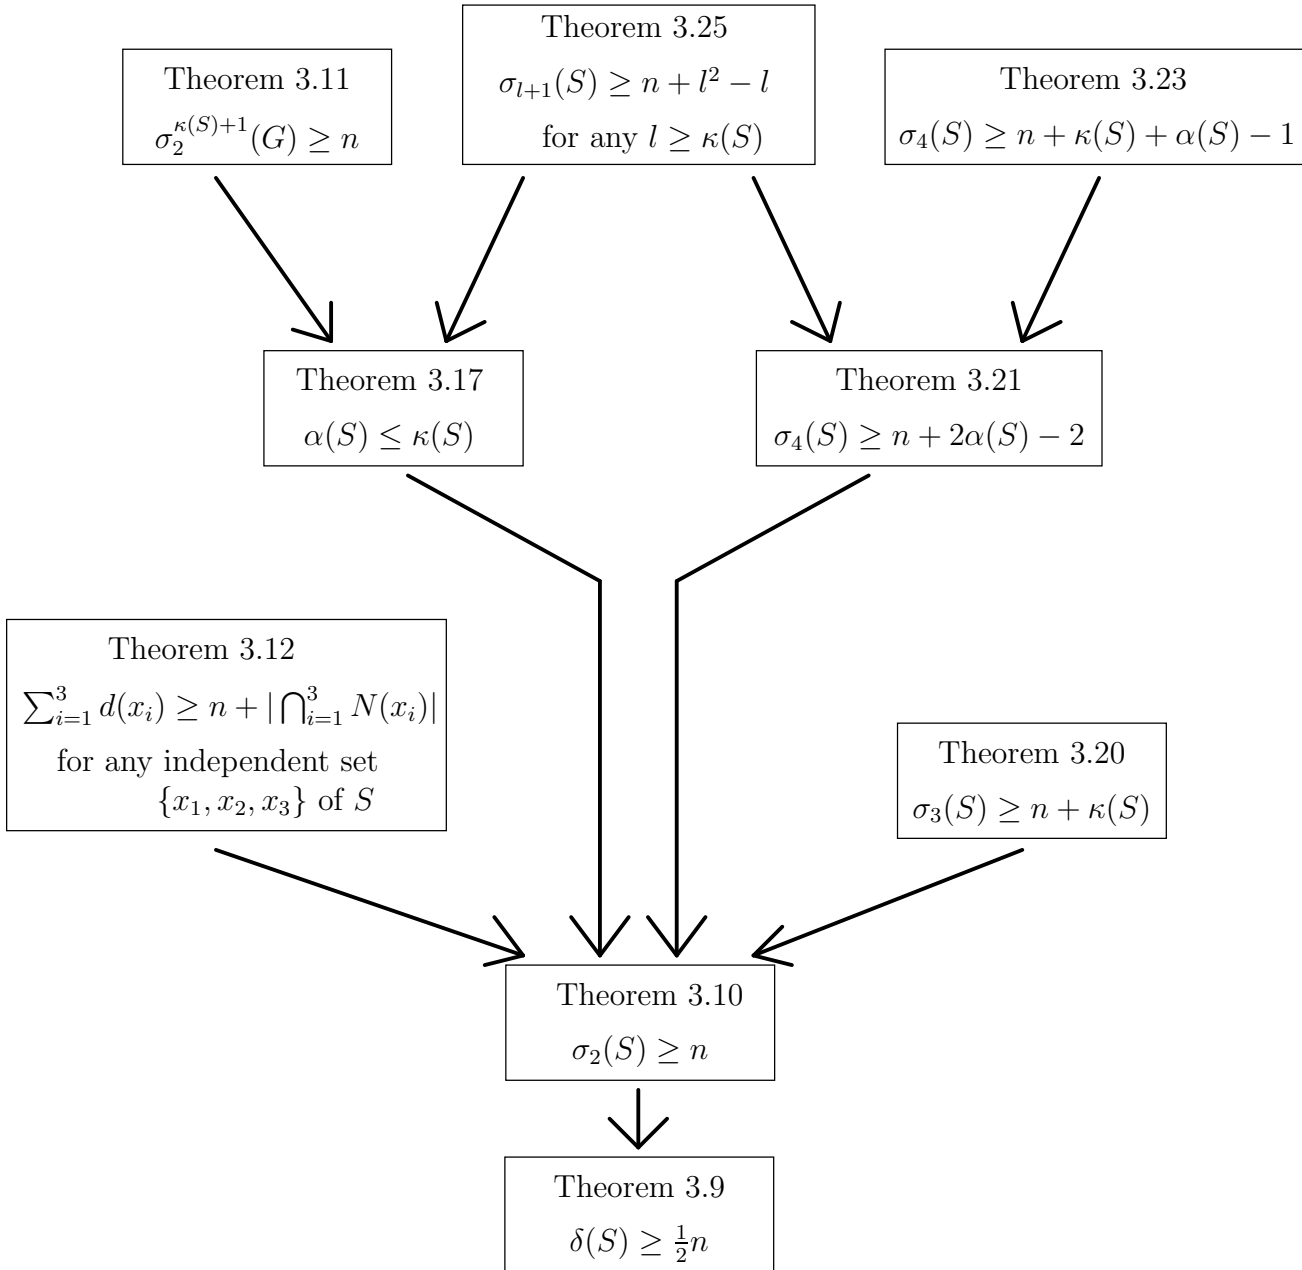 Theorem 3.25
σ_{l+1}(S) ≥ n + l² − l
for any l ≥ κ(S)
Theorem 3.11
σ_2^{κ(S)+1}(G) ≥ n
Theorem 3.23
σ_4(S) ≥ n + κ(S) + α(S) − 1
Theorem 3.17
α(S) ≤ κ(S)
Theorem 3.21
σ_4(S) ≥ n + 2α(S) − 2
Theorem 3.12
∑_{i=1}^{3} d(x_i) ≥ n + |⋂_{i=1}^{3} N(x_i)|
for any independent set
{x_1, x_2, x_3} of S
Theorem 3.20
σ_3(S) ≥ n + κ(S)
Theorem 3.10
σ_2(S) ≥ n
Theorem 3.9
δ(S) ≥ ½n